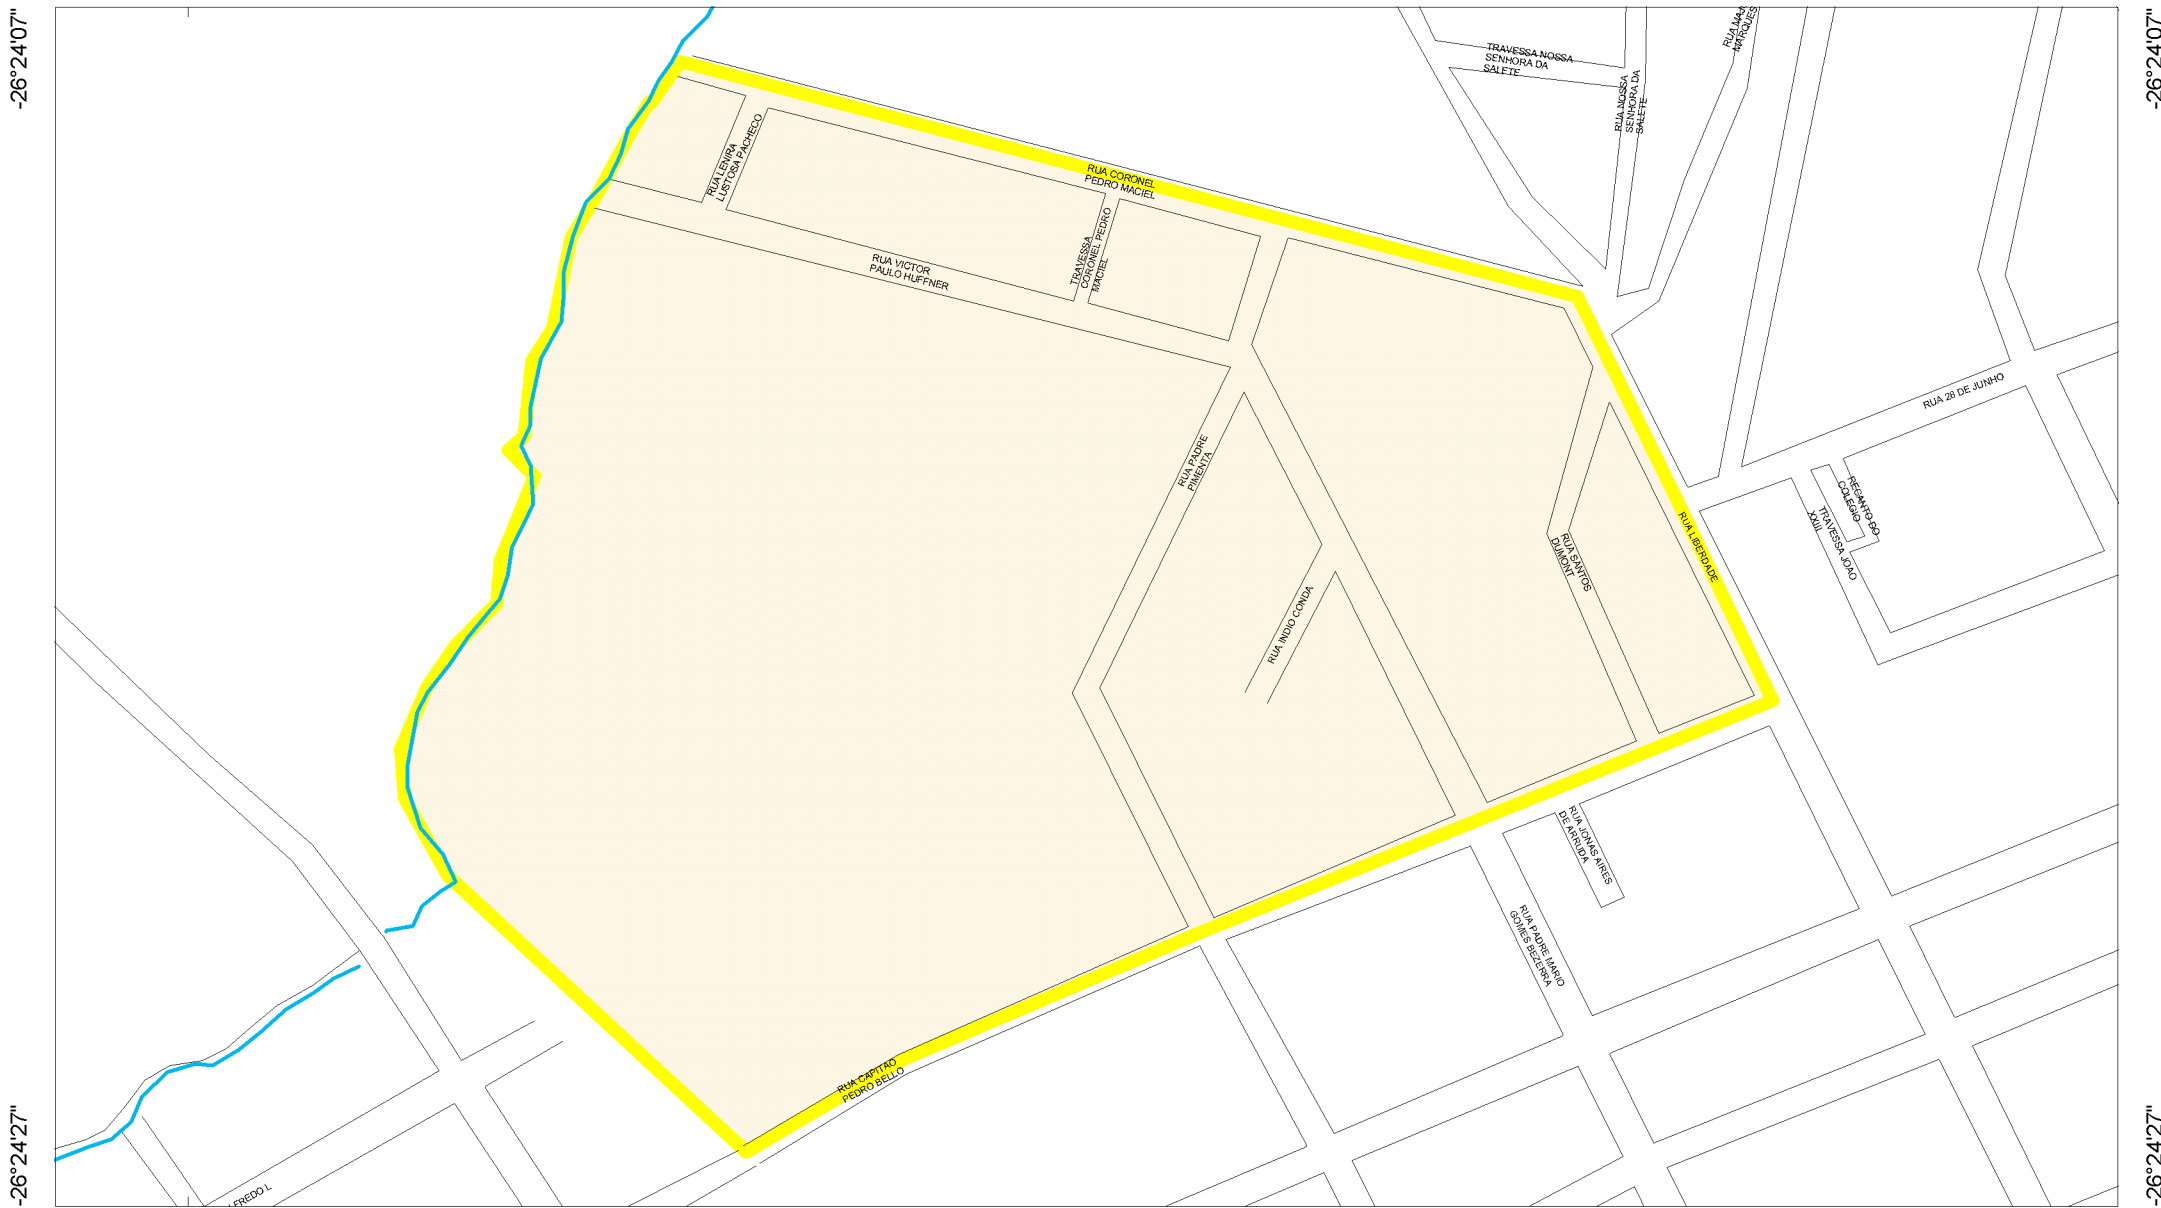 -26°24'07"
-26°24'07"
TRAVESSA NOSSA
SENHORA DA
SALETE
RUA NOSSA
SENHORA DA
SALETE
MARQUES
RUA LENIRA
LUSTOSA PACHECO
RUA CORONEL
PEDRO MACIEL
TRAVESSA
CORONEL PEDRO
MACIEL
RUA VICTOR
PAULO HUFFNER
RUA 28 DE JUNHO
RUA PADRE
PIMENTA
RECANTO DO
COLEGIO
TRAVESSA JOAO
XXIII
RUA LIBERDADE
RUA SANTOS
DUMONT
RUA INDIO CONDA
RUA JONAS AIRES
DE ARRUDA
RUA PADRE MARIO
GOMES BEZERRA
RUA CAPITAO
PEDRO BELLO
LFREDO L
-26°24'27"
-26°24'27"